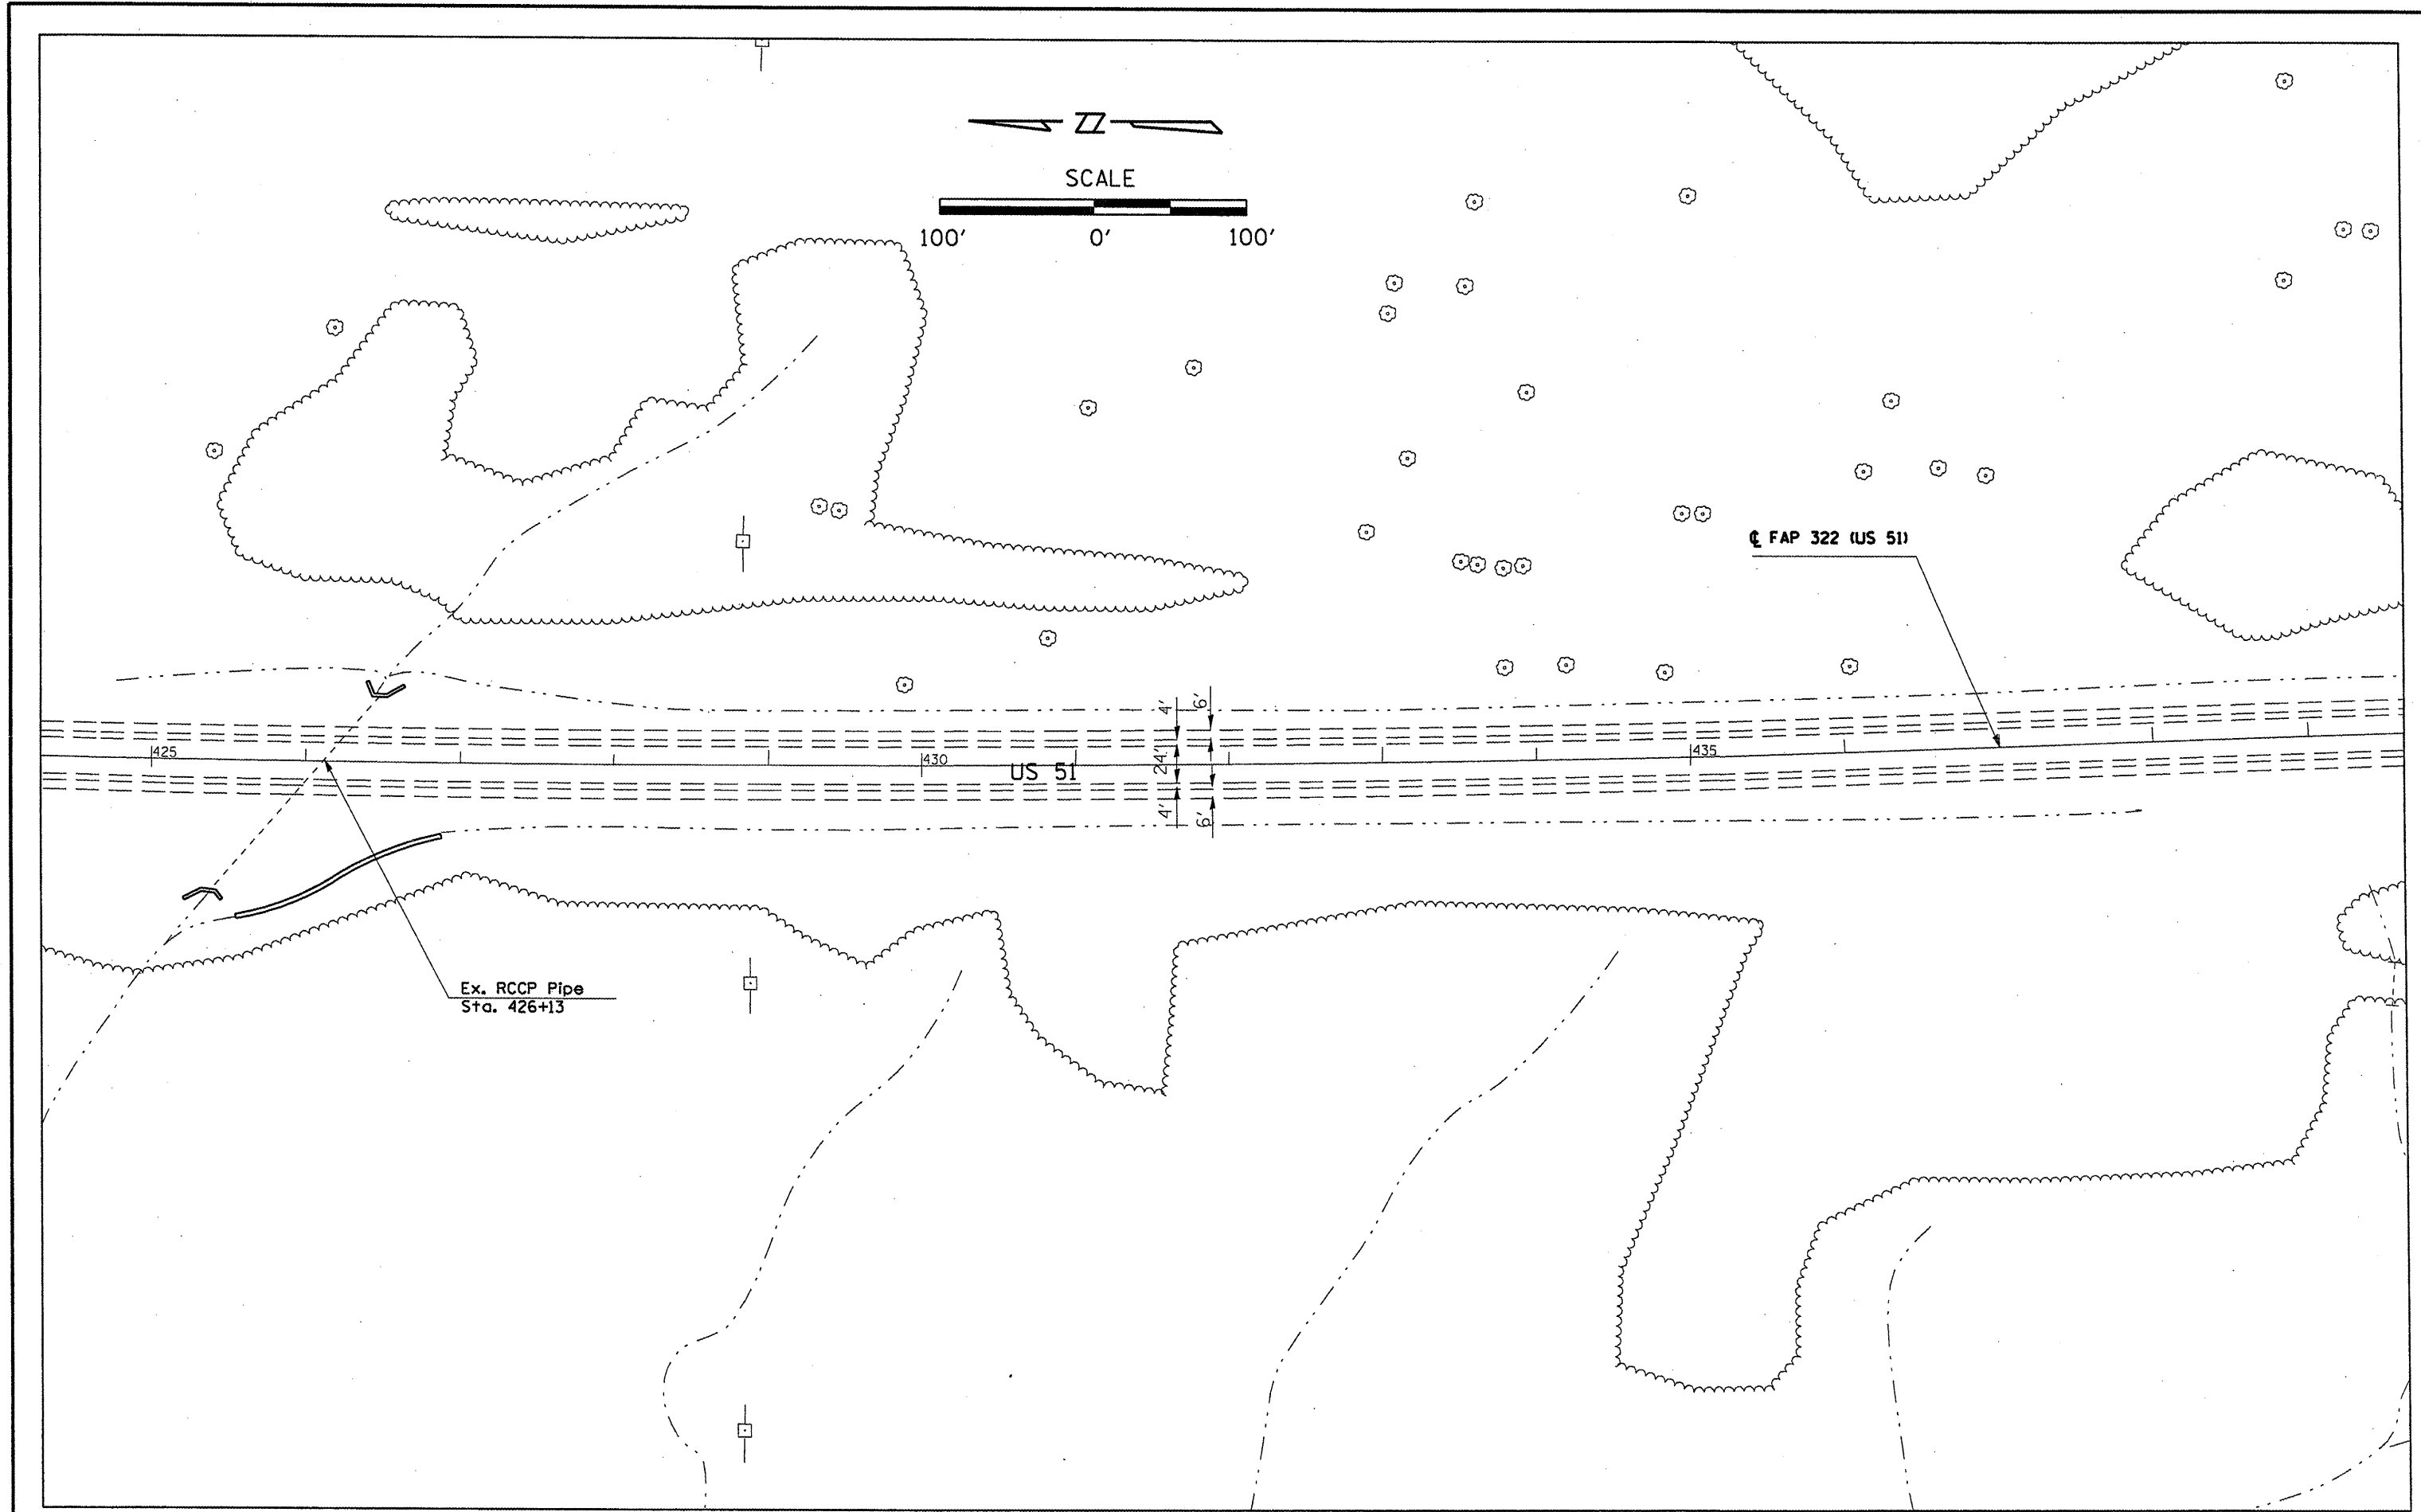 Z
SCALE
100' 0' 100'
℄ FAP 322 (US 51)
4' 6'
425 430 435
24'
US 51
4' 6'
Ex. RCCP Pipe
Sta. 426+13